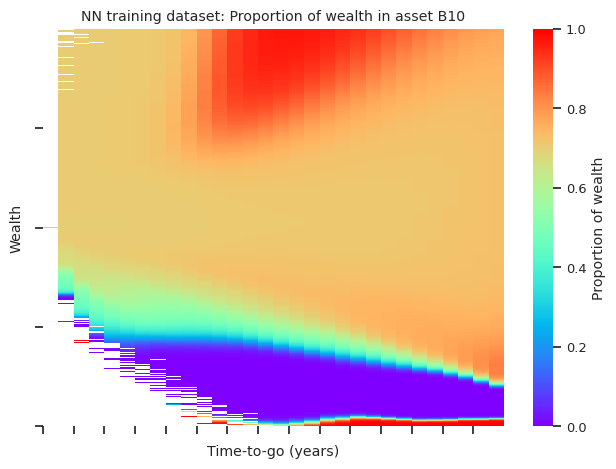 NN training dataset: Proportion of wealth in asset B10
Wealth
Time-to-go (years)
1.0
0.8
0.6
0.4
0.2
0.0
Proportion of wealth